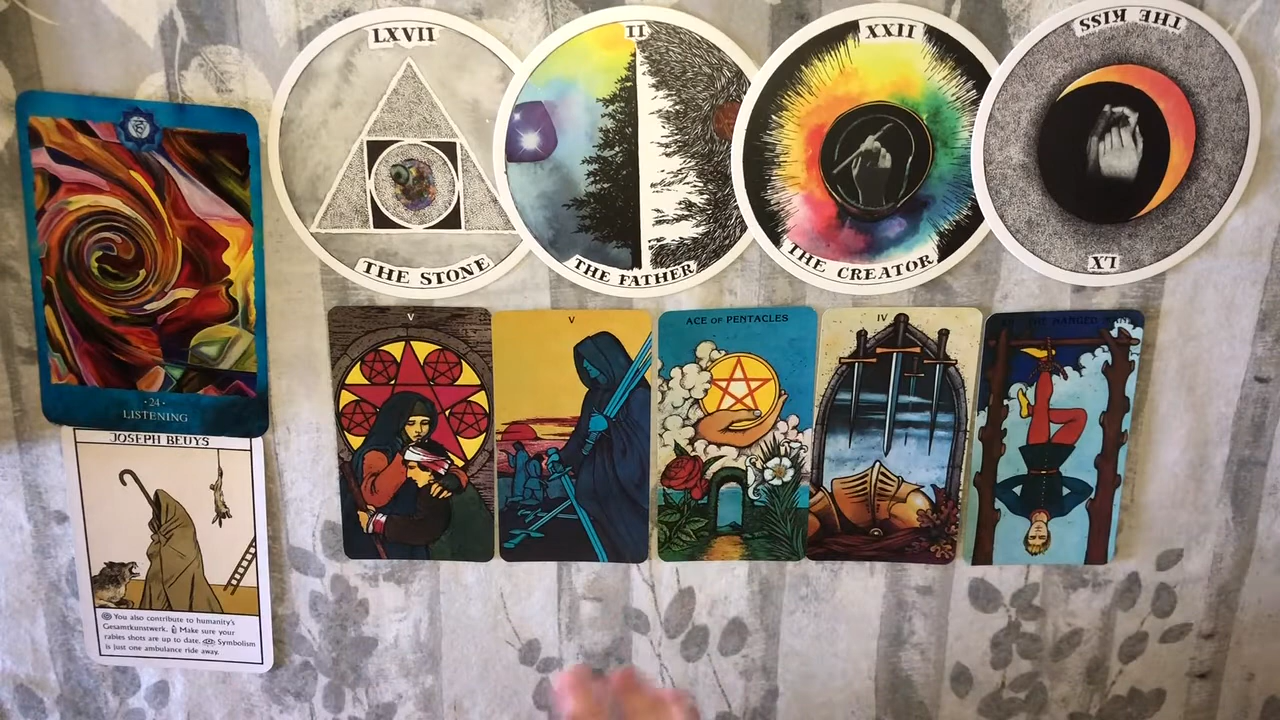 LXVII
THE STONE
II
THE FATHER
XXII
THE CREATOR
THE KISS
LX
·24·
LISTENING
JOSEPH BEUYS
You also contribute to humanity's
Gesamtkunstwerk. Make sure your
rabies shots are up to date. Symbolism
is just one ambulance ride away.
V
V
ACE OF PENTACLES
IV
THE HANGED MAN